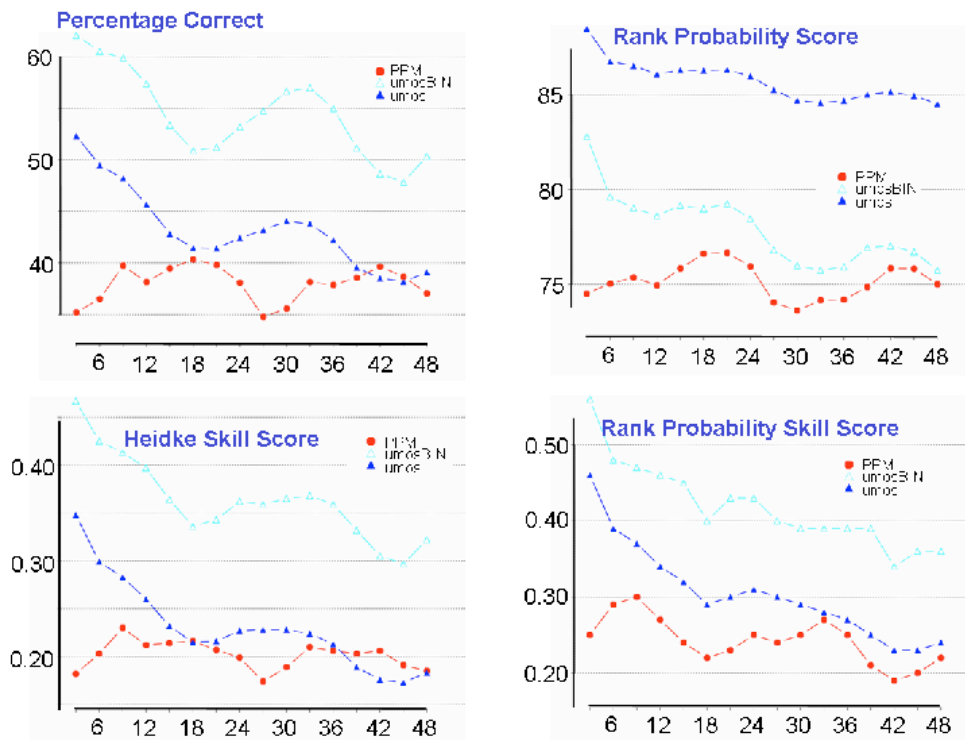 Percentage Correct
60
50
40
PPM
umosBIN
umos
6 12 18 24 30 36 42 48
Rank Probability Score
85
80
75
PPM
umosBIN
umos
6 12 18 24 30 36 42 48
Heidke Skill Score
0.40
0.30
0.20
PPM
umosBIN
umos
6 12 18 24 30 36 42 48
Rank Probability Skill Score
0.50
0.40
0.30
0.20
PPM
umosBIN
umos
6 12 18 24 30 36 42 48